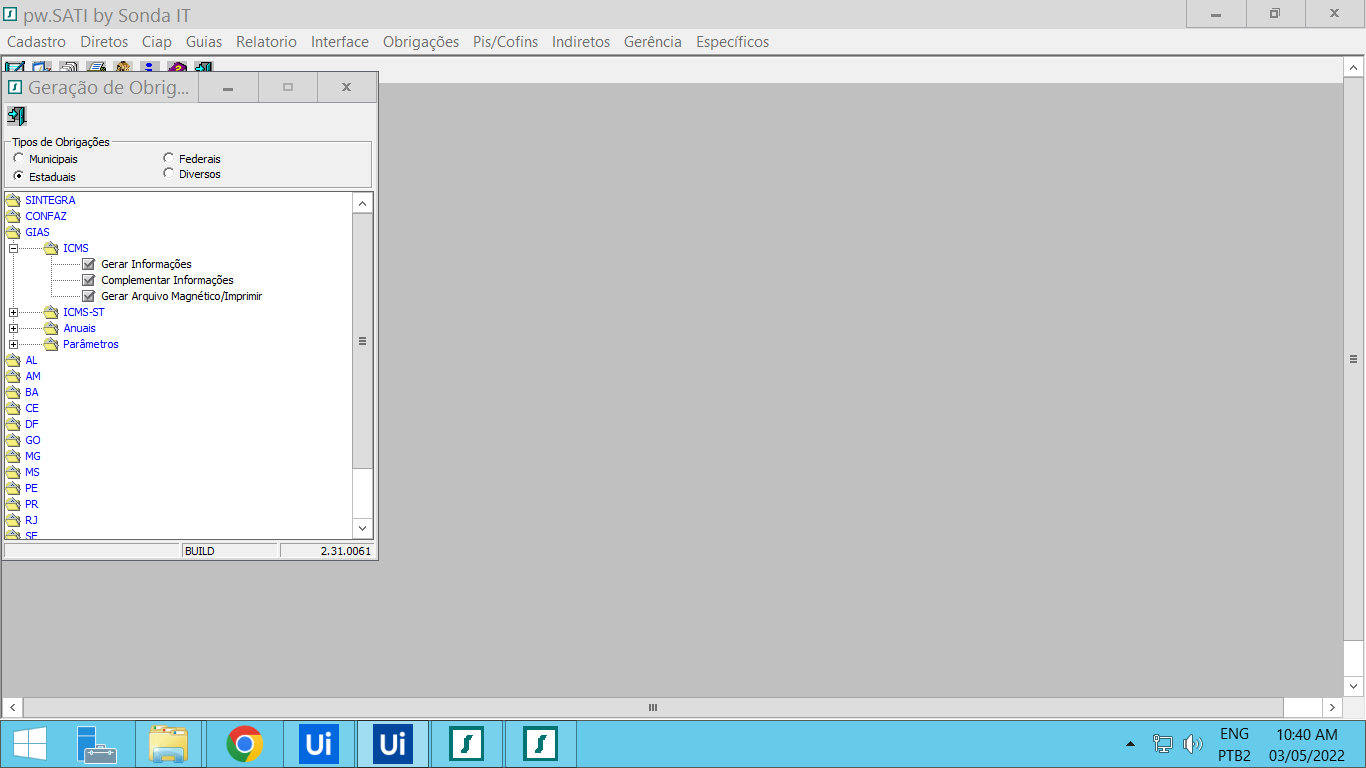 pw.SATI by Sonda IT
Cadastro Diretos Ciap Guias Relatorio Interface Obrigações Pis/Cofins Indiretos Gerência Específicos
Geração de Obrig...
Tipos de Obrigações
Municipais Federais
Estaduais Diversos
SINTEGRA
CONFAZ
GIAS
ICMS
Gerar Informações
Complementar Informações
Gerar Arquivo Magnético/Imprimir
ICMS-ST
Anuais
Parâmetros
AL
AM
BA
CE
DF
GO
MG
MS
PE
PR
RJ
BUILD 2.31.0061
Ui Ui
ENG 10:40 AM
PTB2 03/05/2022